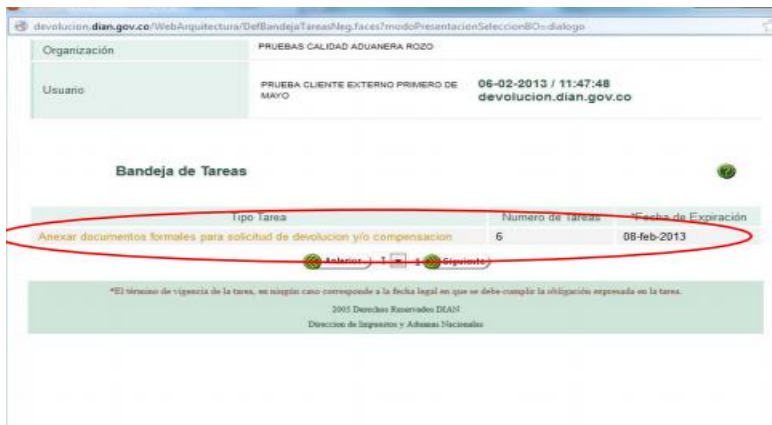 devolucion.dian.gov.co/WebArquitectura/DefBandejaTareasNeg.faces?modoPresentacionSeleccionBO=dialogo
Organización
PRUEBAS CALIDAD ADUANERA ROZO
Usuario
PRUEBA CLIENTE EXTERNO PRIMERO DE
MAYO
06-02-2013 / 11:47:48
devolucion.dian.gov.co
Bandeja de Tareas
Tipo Tarea Numero de Tareas *Fecha de Expiración
Anexar documentos formales para solicitud de devolucion y/o compensacion 6 08-feb-2013
Anterior 1 Siguiente
*El término de vigencia de la tarea, en ningún caso corresponde a la fecha legal en que se debe cumplir la obligación expresada en la tarea.
2005 Derechos Reservados DIAN
Direccion de Impuestos y Aduanas Nacionales